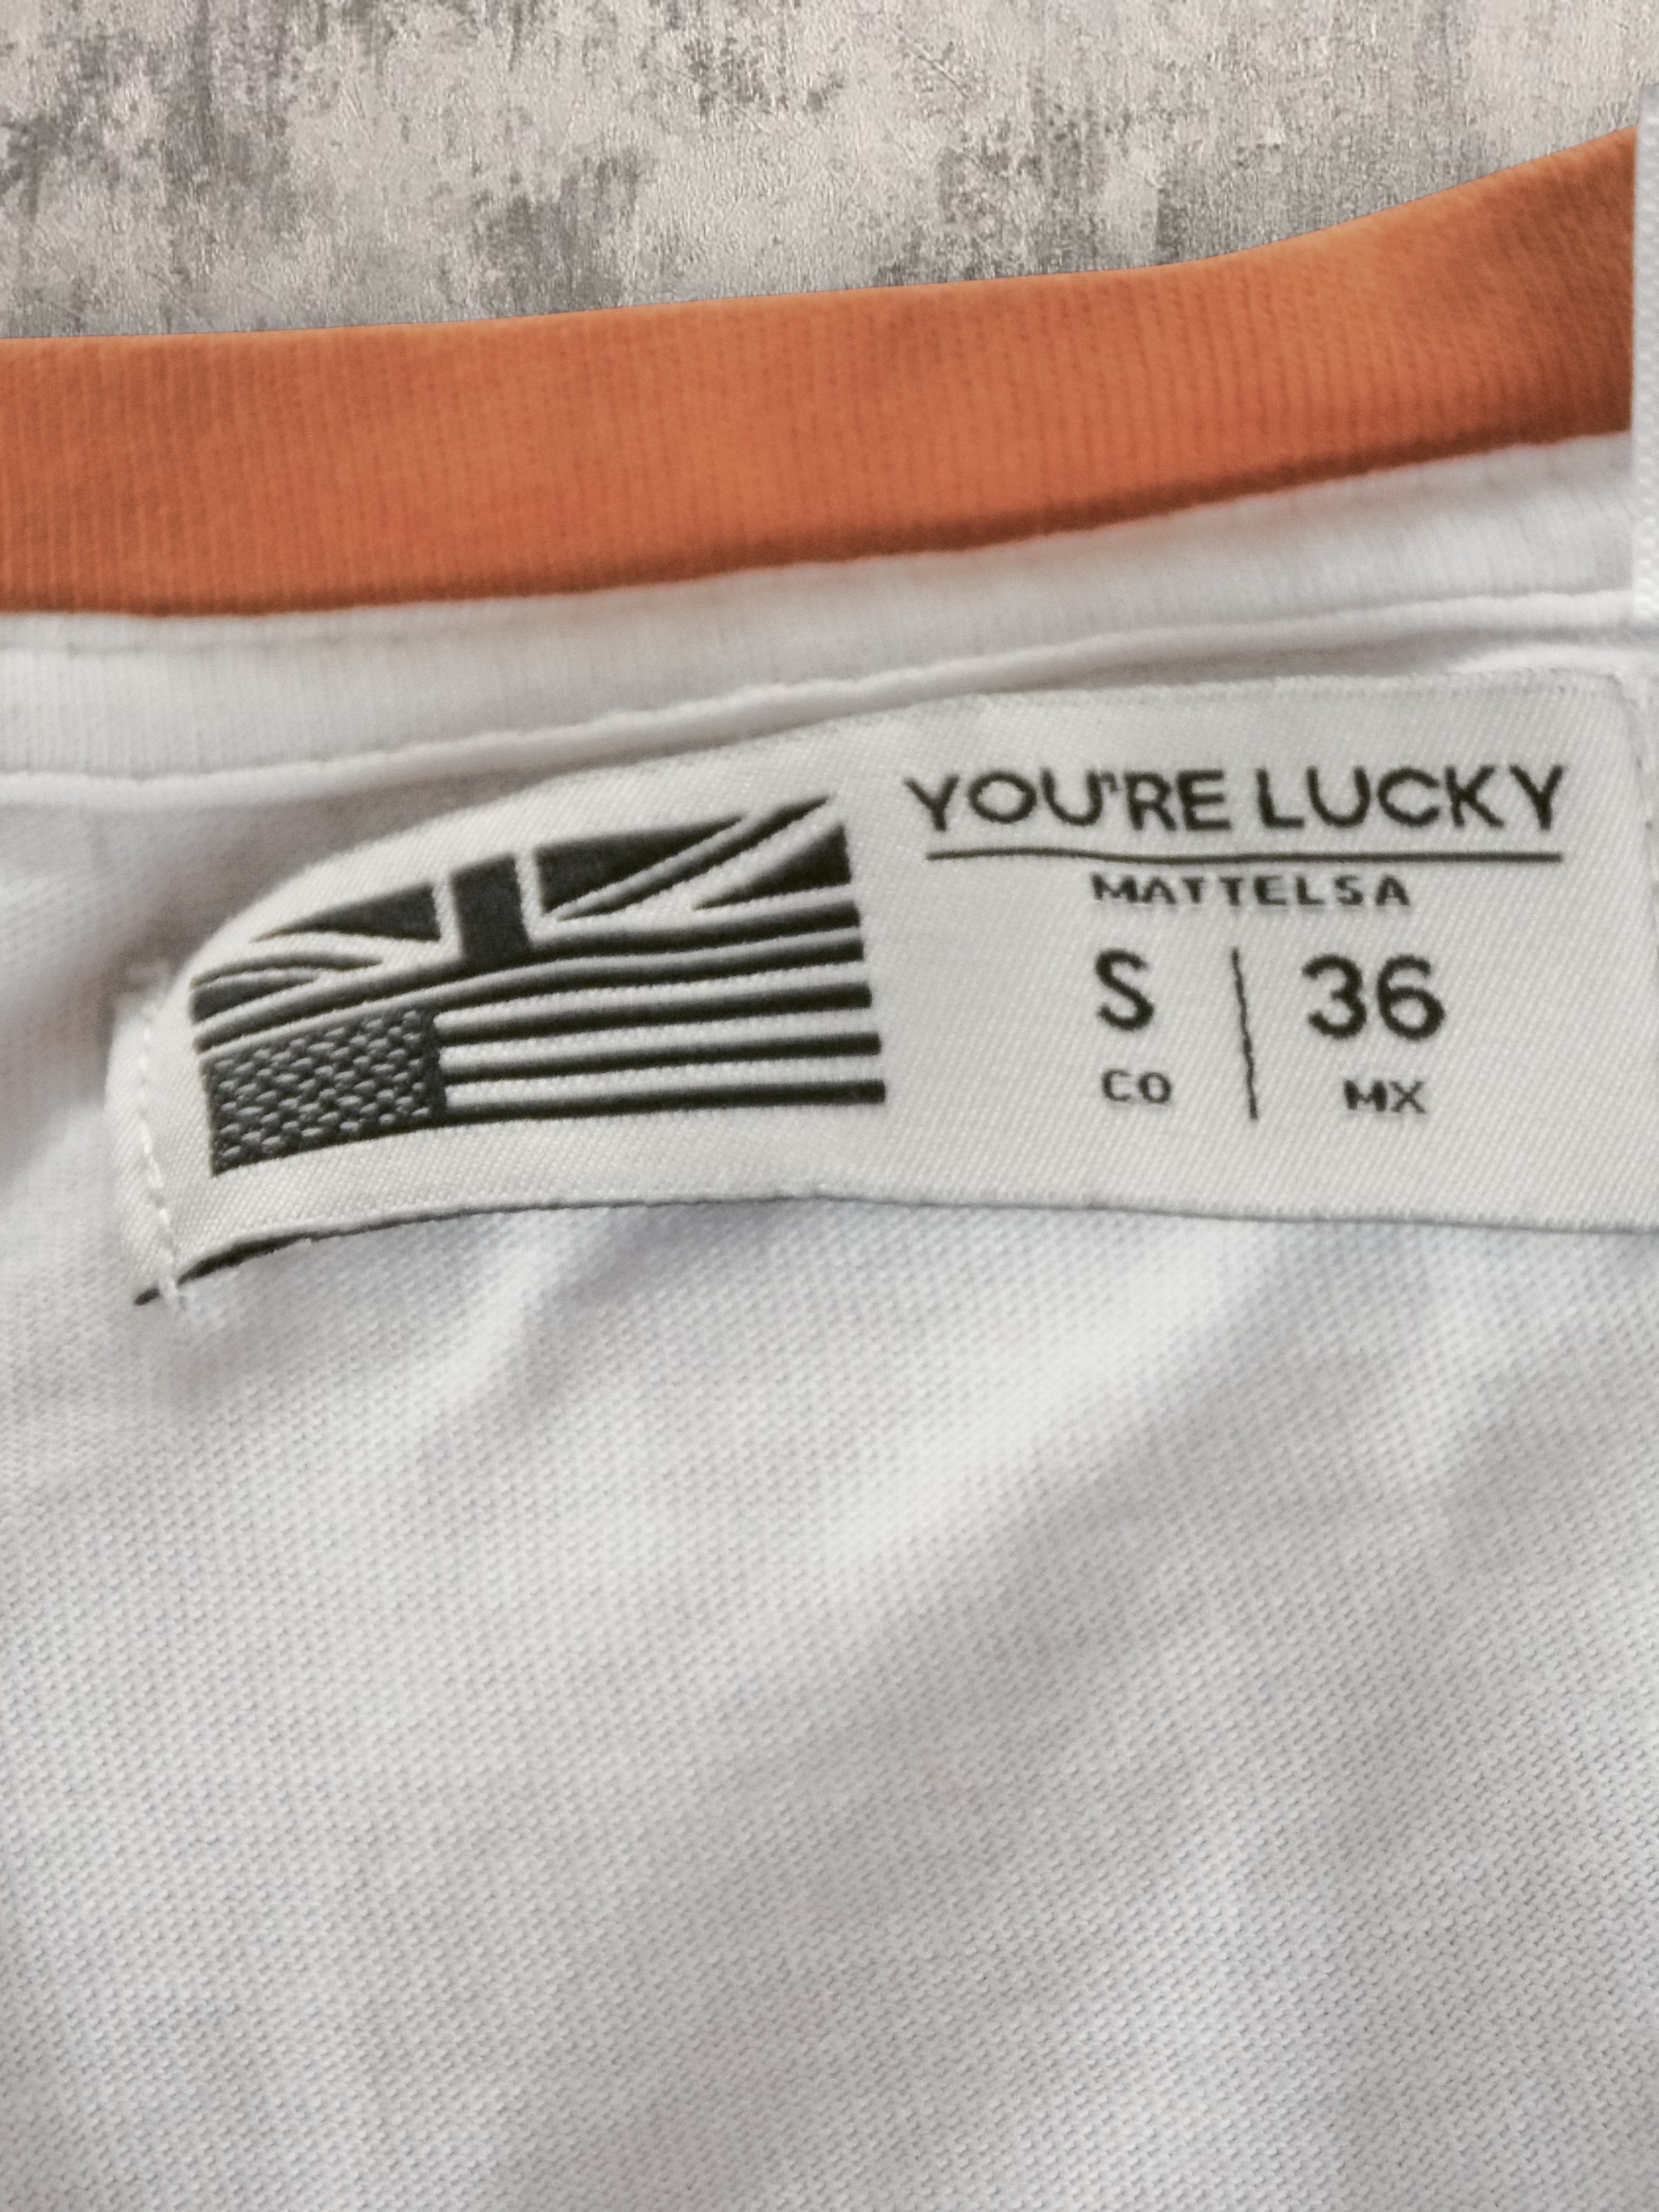 YOU'RE LUCKY
MATTELSA
S | 36
CO MX